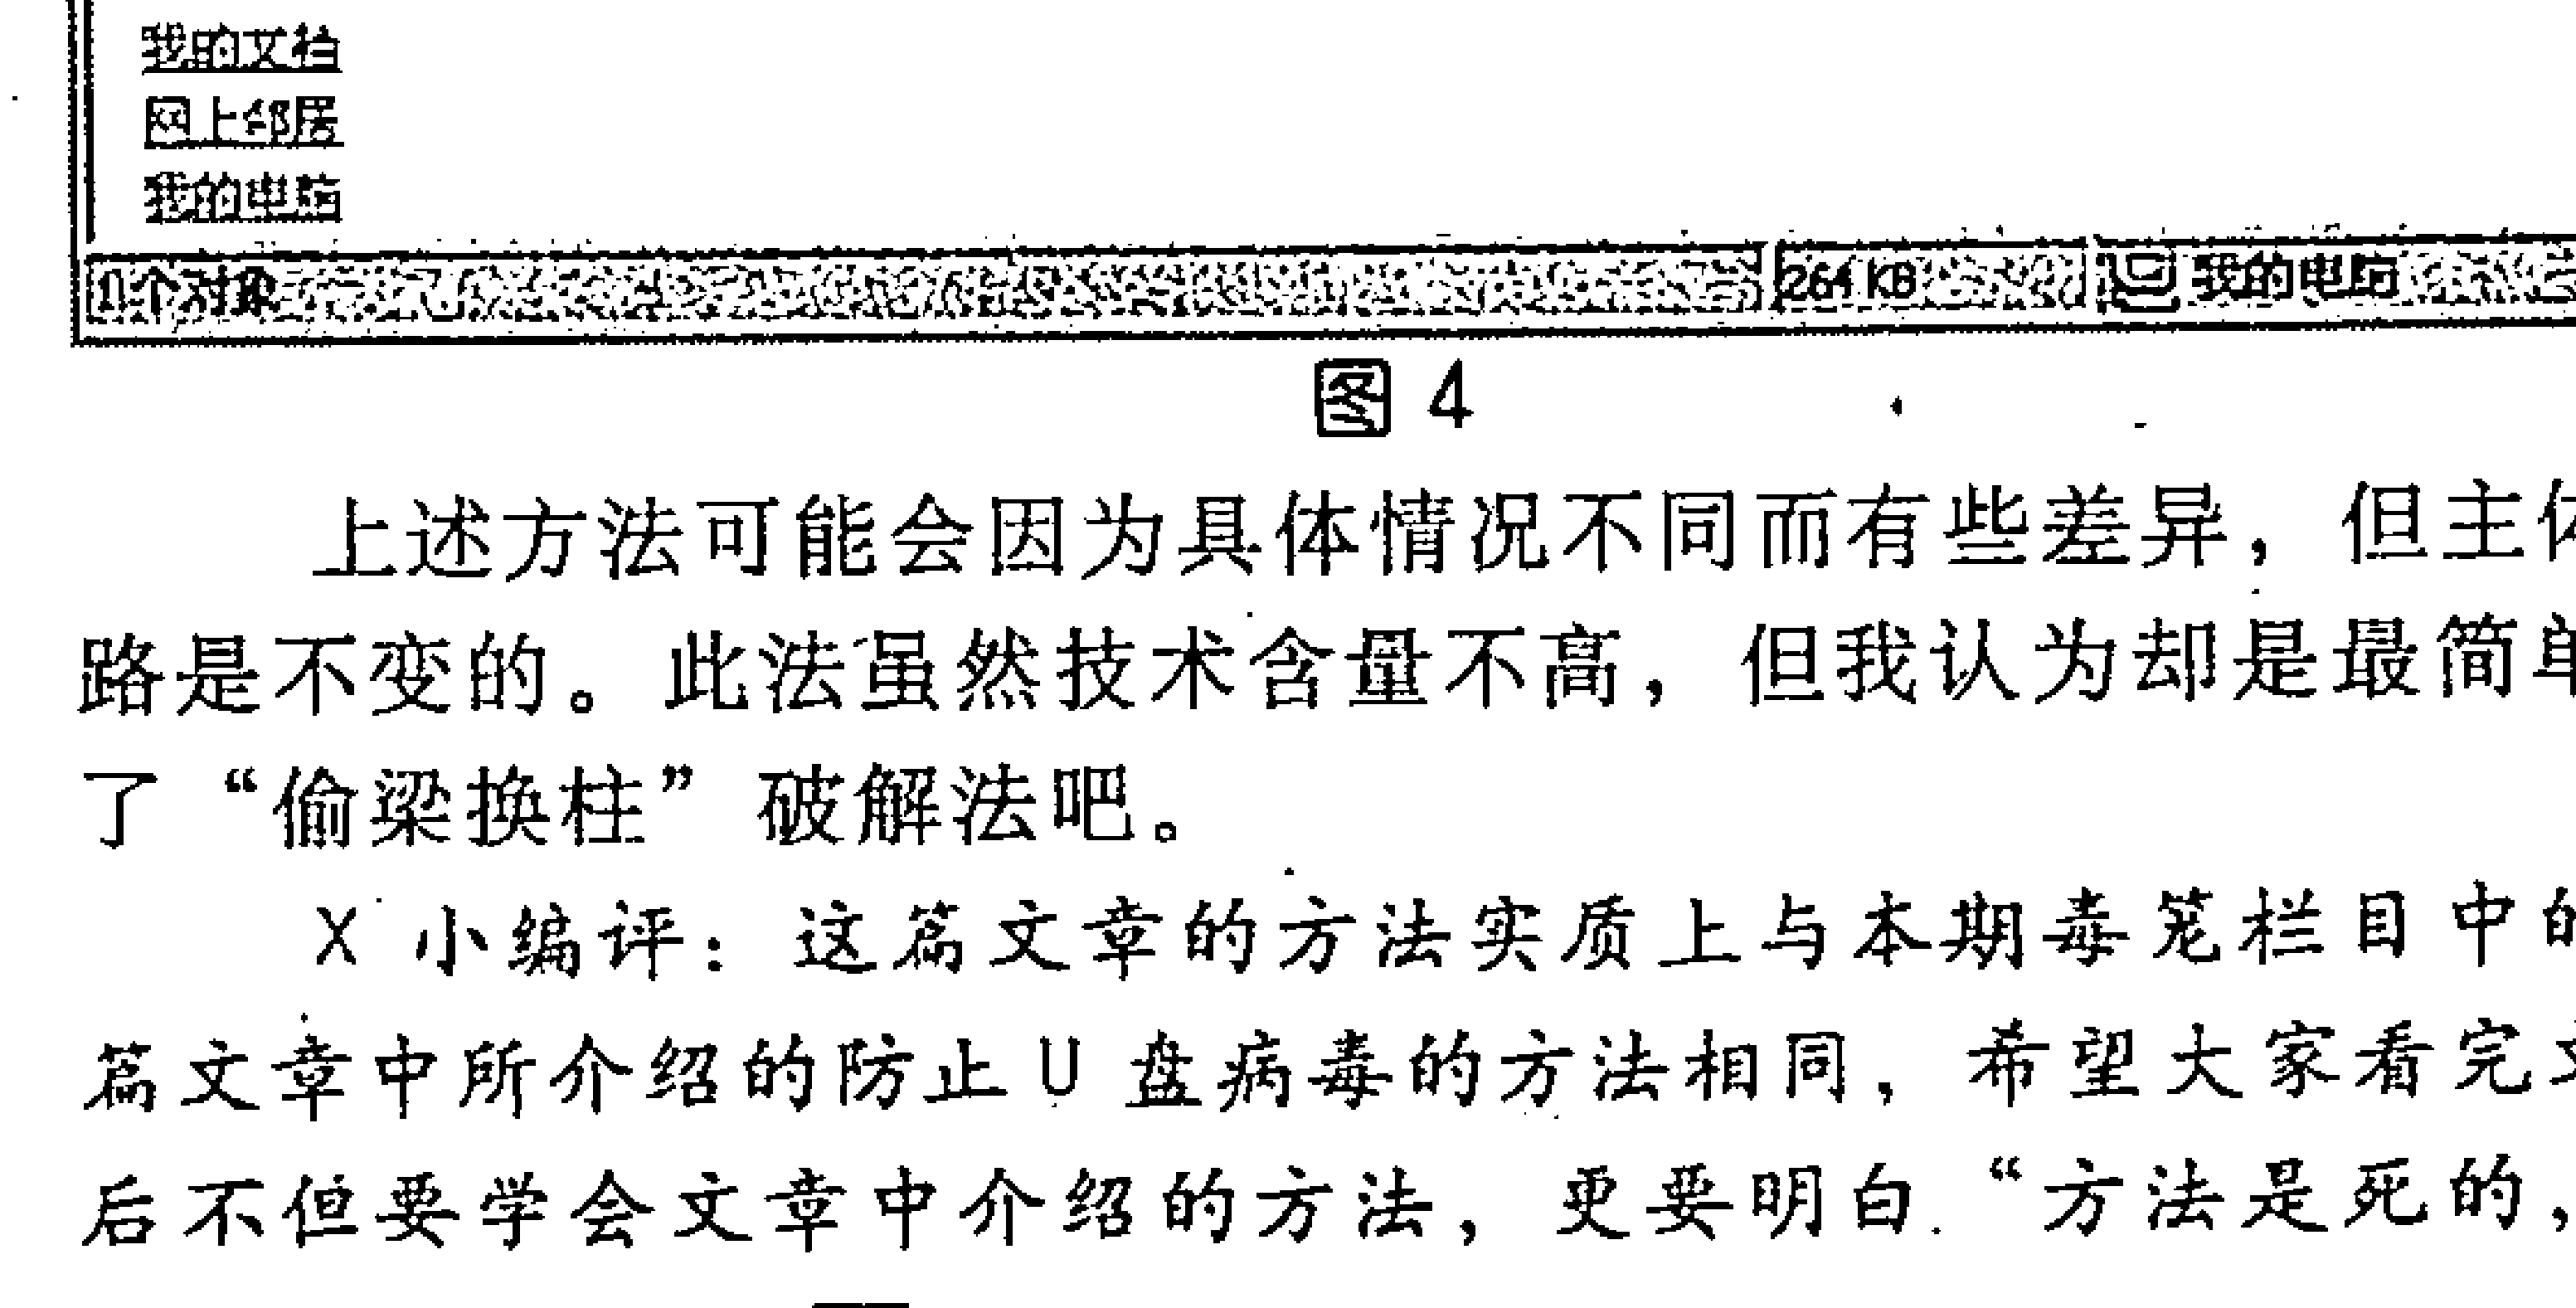 我的文档
网上邻居
我的电脑
1个对象 264 KB 我的电脑
图 4
上述方法可能会因为具体情况不同而有些差异，但主体
路是不变的。此法虽然技术含量不高，但我认为却是最简单
了“偷梁换柱”破解法吧。
X 小编评：这篇文章的方法实质上与本期毒笼栏目中的
篇文章中所介绍的防止 U 盘病毒的方法相同，希望大家看完文
后不但要学会文章中介绍的方法，更要明白“方法是死的，